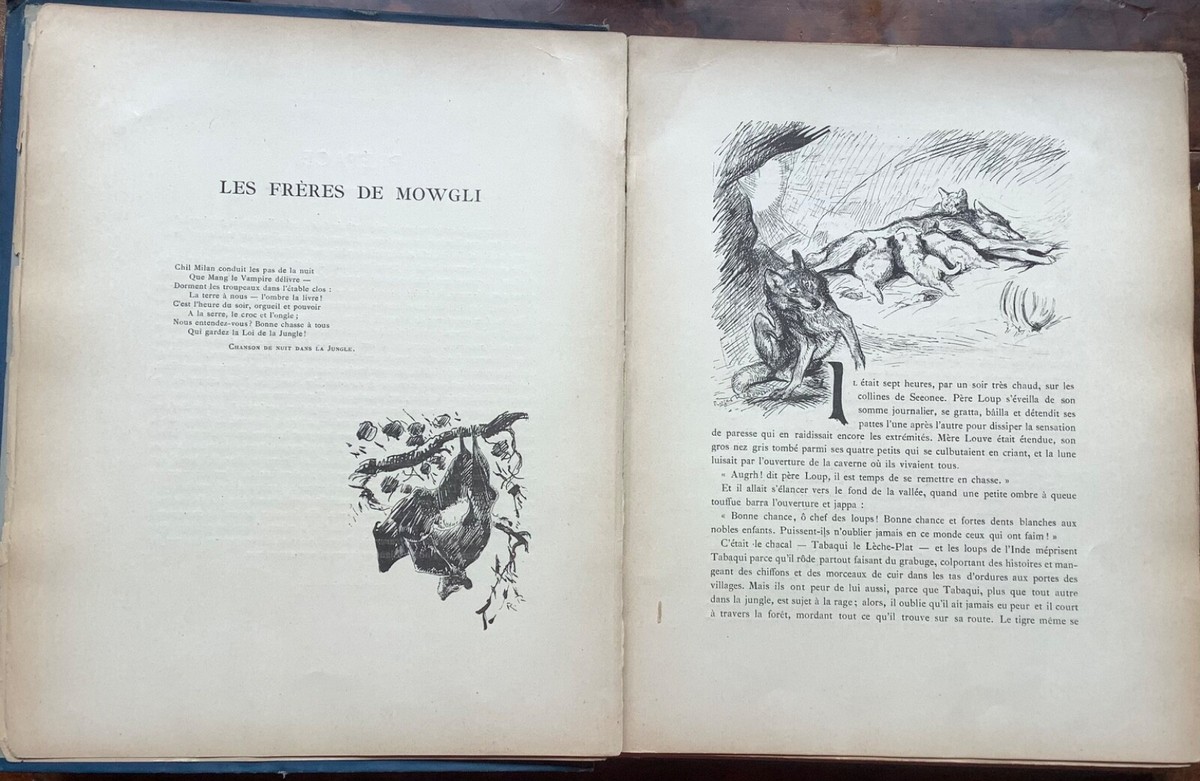 LES FRÈRES DE MOWGLI
Chil Milan conduit les pas de la nuit
Que Mang le Vampire délivre —
Dorment les troupeaux dans l'étable clos :
La terre à nous — l'ombre la livre!
C'est l'heure du soir, orgueil et pouvoir
A la serre, le croc et l'ongle;
Nous entendez-vous? Bonne chasse à tous
Qui gardez la Loi de la Jungle!
CHANSON DE NUIT DANS LA JUNGLE.
IL était sept heures, par un soir très chaud, sur les
collines de Seeonee. Père Loup s'éveilla de son
somme journalier, se gratta, bâilla et détendit ses
pattes l'une après l'autre pour dissiper la sensation
de paresse qui en raidissait encore les extrémités. Mère Louve était étendue, son
gros nez gris tombé parmi ses quatre petits qui se culbutaient en criant, et la lune
luisait par l'ouverture de la caverne où ils vivaient tous.
« Augrh! dit père Loup, il est temps de se remettre en chasse. »
Et il allait s'élancer vers le fond de la vallée, quand une petite ombre à queue
touffue barra l'ouverture et jappa :
« Bonne chance, ô chef des loups! Bonne chance et fortes dents blanches aux
nobles enfants. Puissent-ils n'oublier jamais en ce monde ceux qui ont faim! »
C'était le chacal — Tabaqui le Lèche-Plat — et les loups de l'Inde méprisent
Tabaqui parce qu'il rôde partout faisant du grabuge, colportant des histoires et man-
geant des chiffons et des morceaux de cuir dans les tas d'ordures aux portes des
villages. Mais ils ont peur de lui aussi, parce que Tabaqui, plus que tout autre
dans la jungle, est sujet à la rage; alors, il oublie qu'il ait jamais eu peur et il court
à travers la forêt, mordant tout ce qu'il trouve sur sa route. Le tigre même se